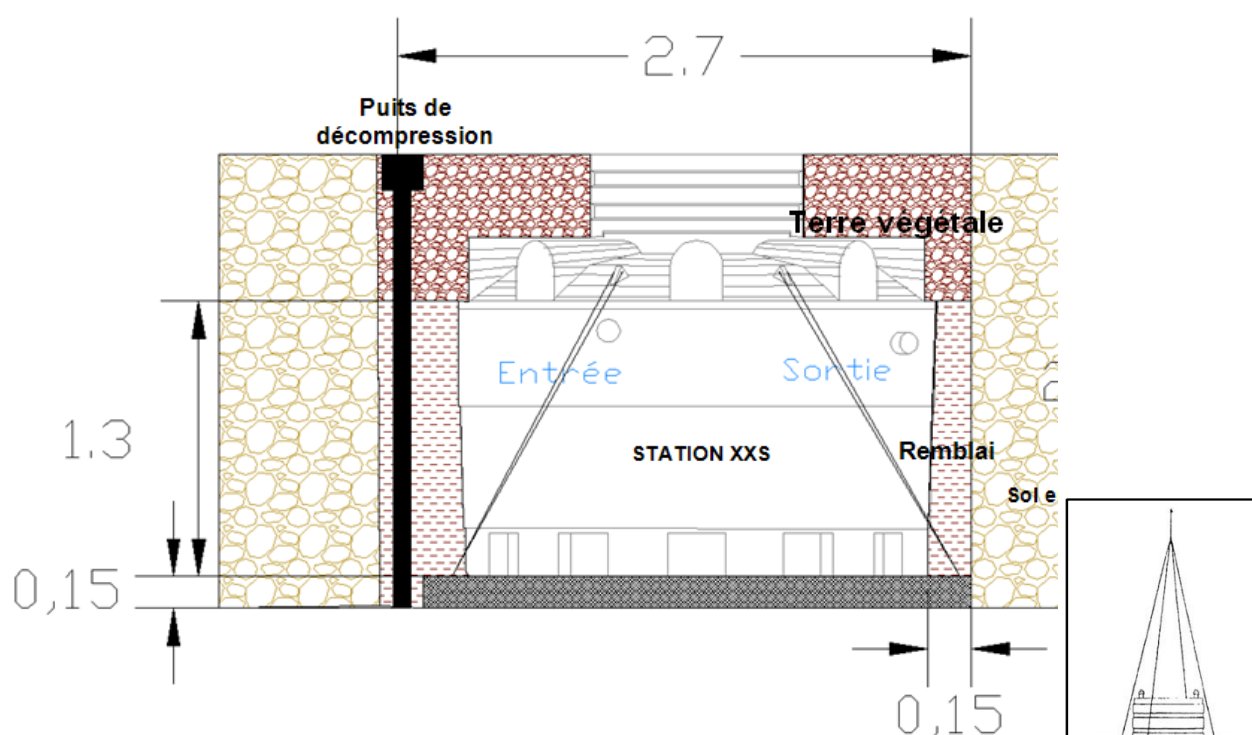 2.7
Puits de
décompression
Terre végétale
1.3
Entrée
Sortie
STATION XXS
Remblai
Sol e
0,15
0,15